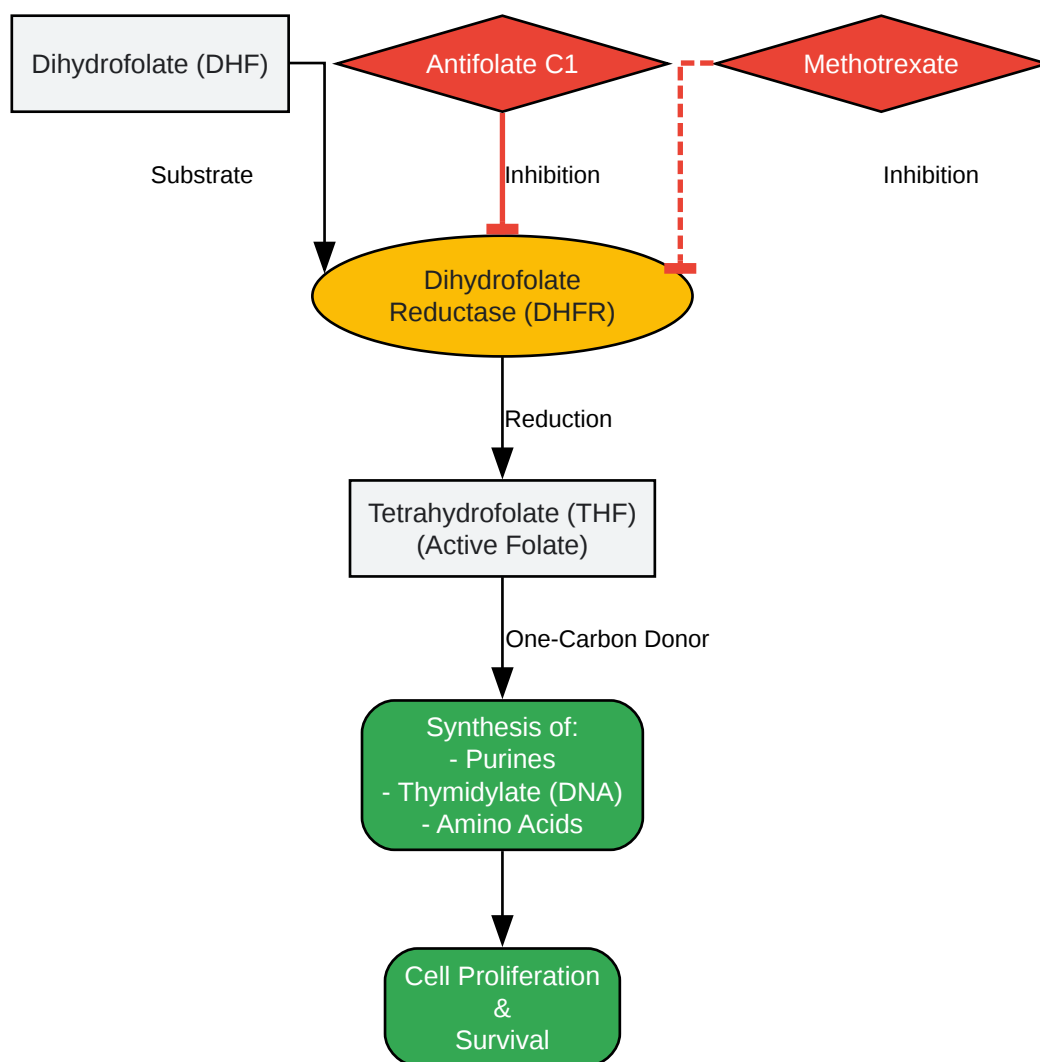 Dihydrofolate (DHF)
Antifolate C1
Methotrexate
Substrate
Inhibition
Inhibition
Dihydrofolate
Reductase (DHFR)
Reduction
Tetrahydrofolate (THF)
(Active Folate)
One-Carbon Donor
Synthesis of:
- Purines
- Thymidylate (DNA)
- Amino Acids
Cell Proliferation
&
Survival